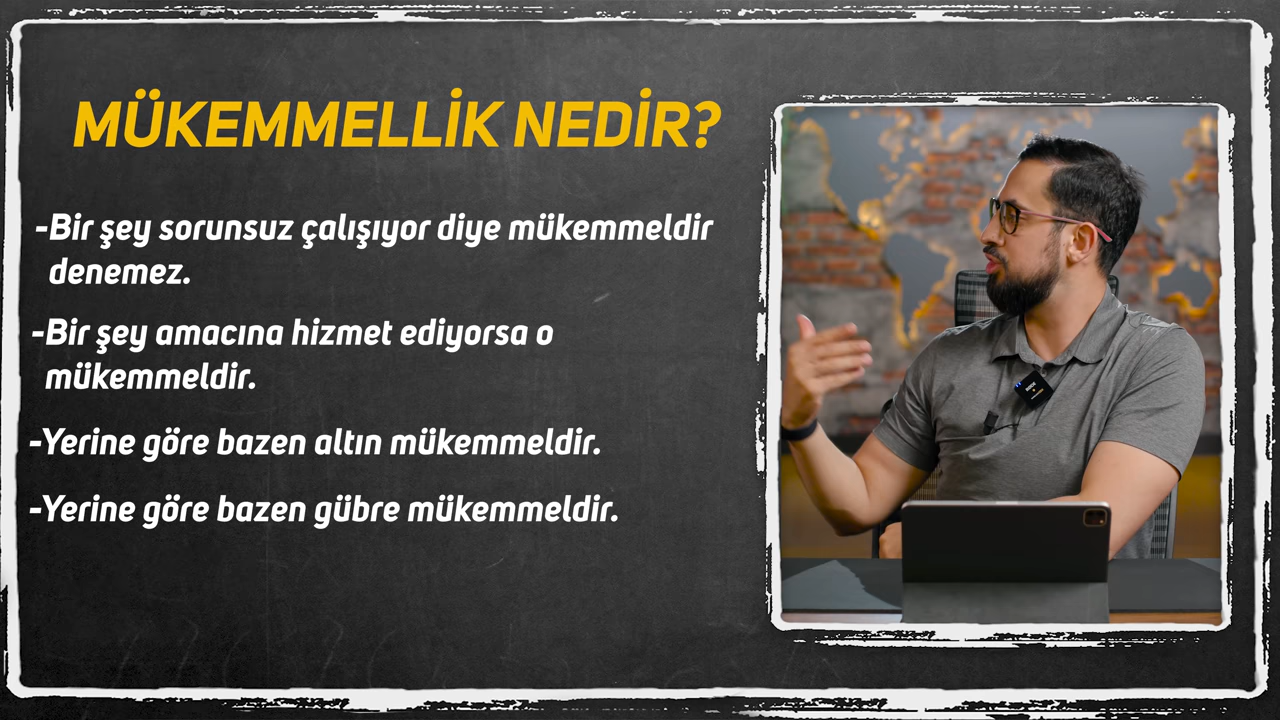 MÜKEMMELLİK NEDİR?
-Bir şey sorunsuz çalışıyor diye mükemmeldir
denemez.
-Bir şey amacına hizmet ediyorsa o
mükemmeldir.
-Yerine göre bazen altın mükemmeldir.
-Yerine göre bazen gübre mükemmeldir.